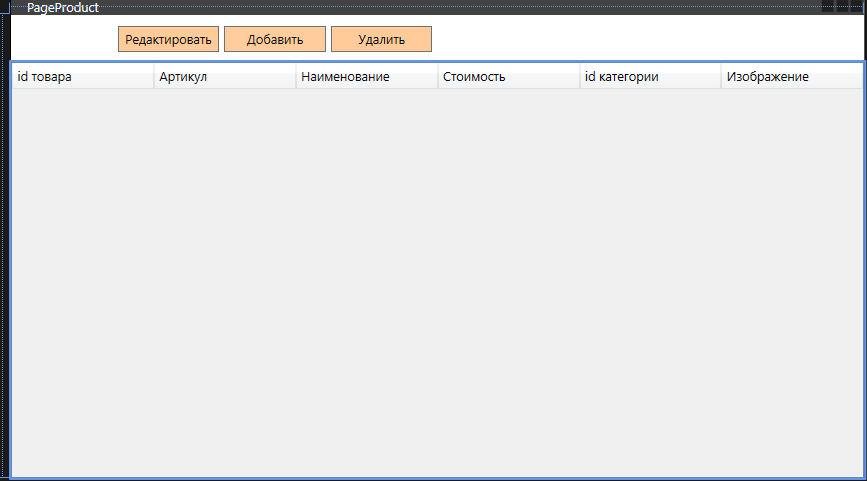 PageProduct
Редактировать Добавить Удалить
id товара Артикул Наименование Стоимость id категории Изображение